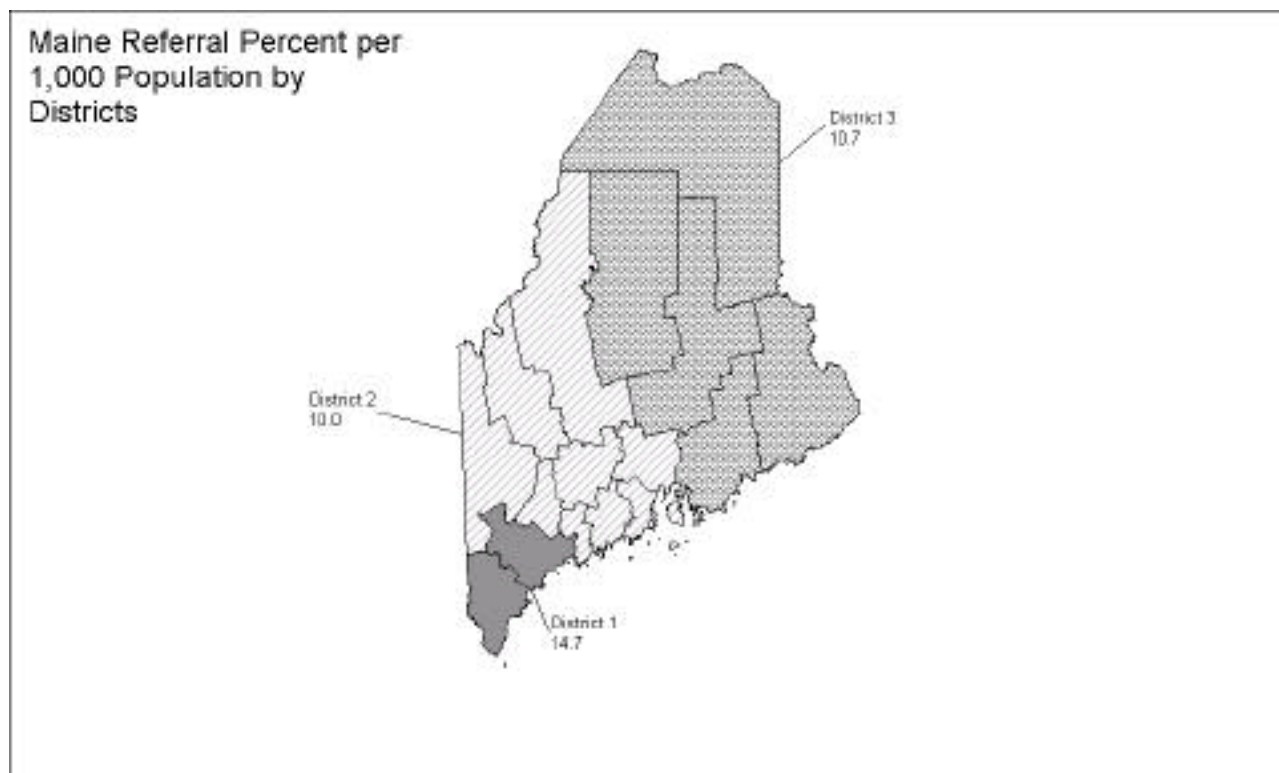 Maine Referral Percent per
1,000 Population by
Districts
District 3
10.7
District 2
10.0
District 1
14.7